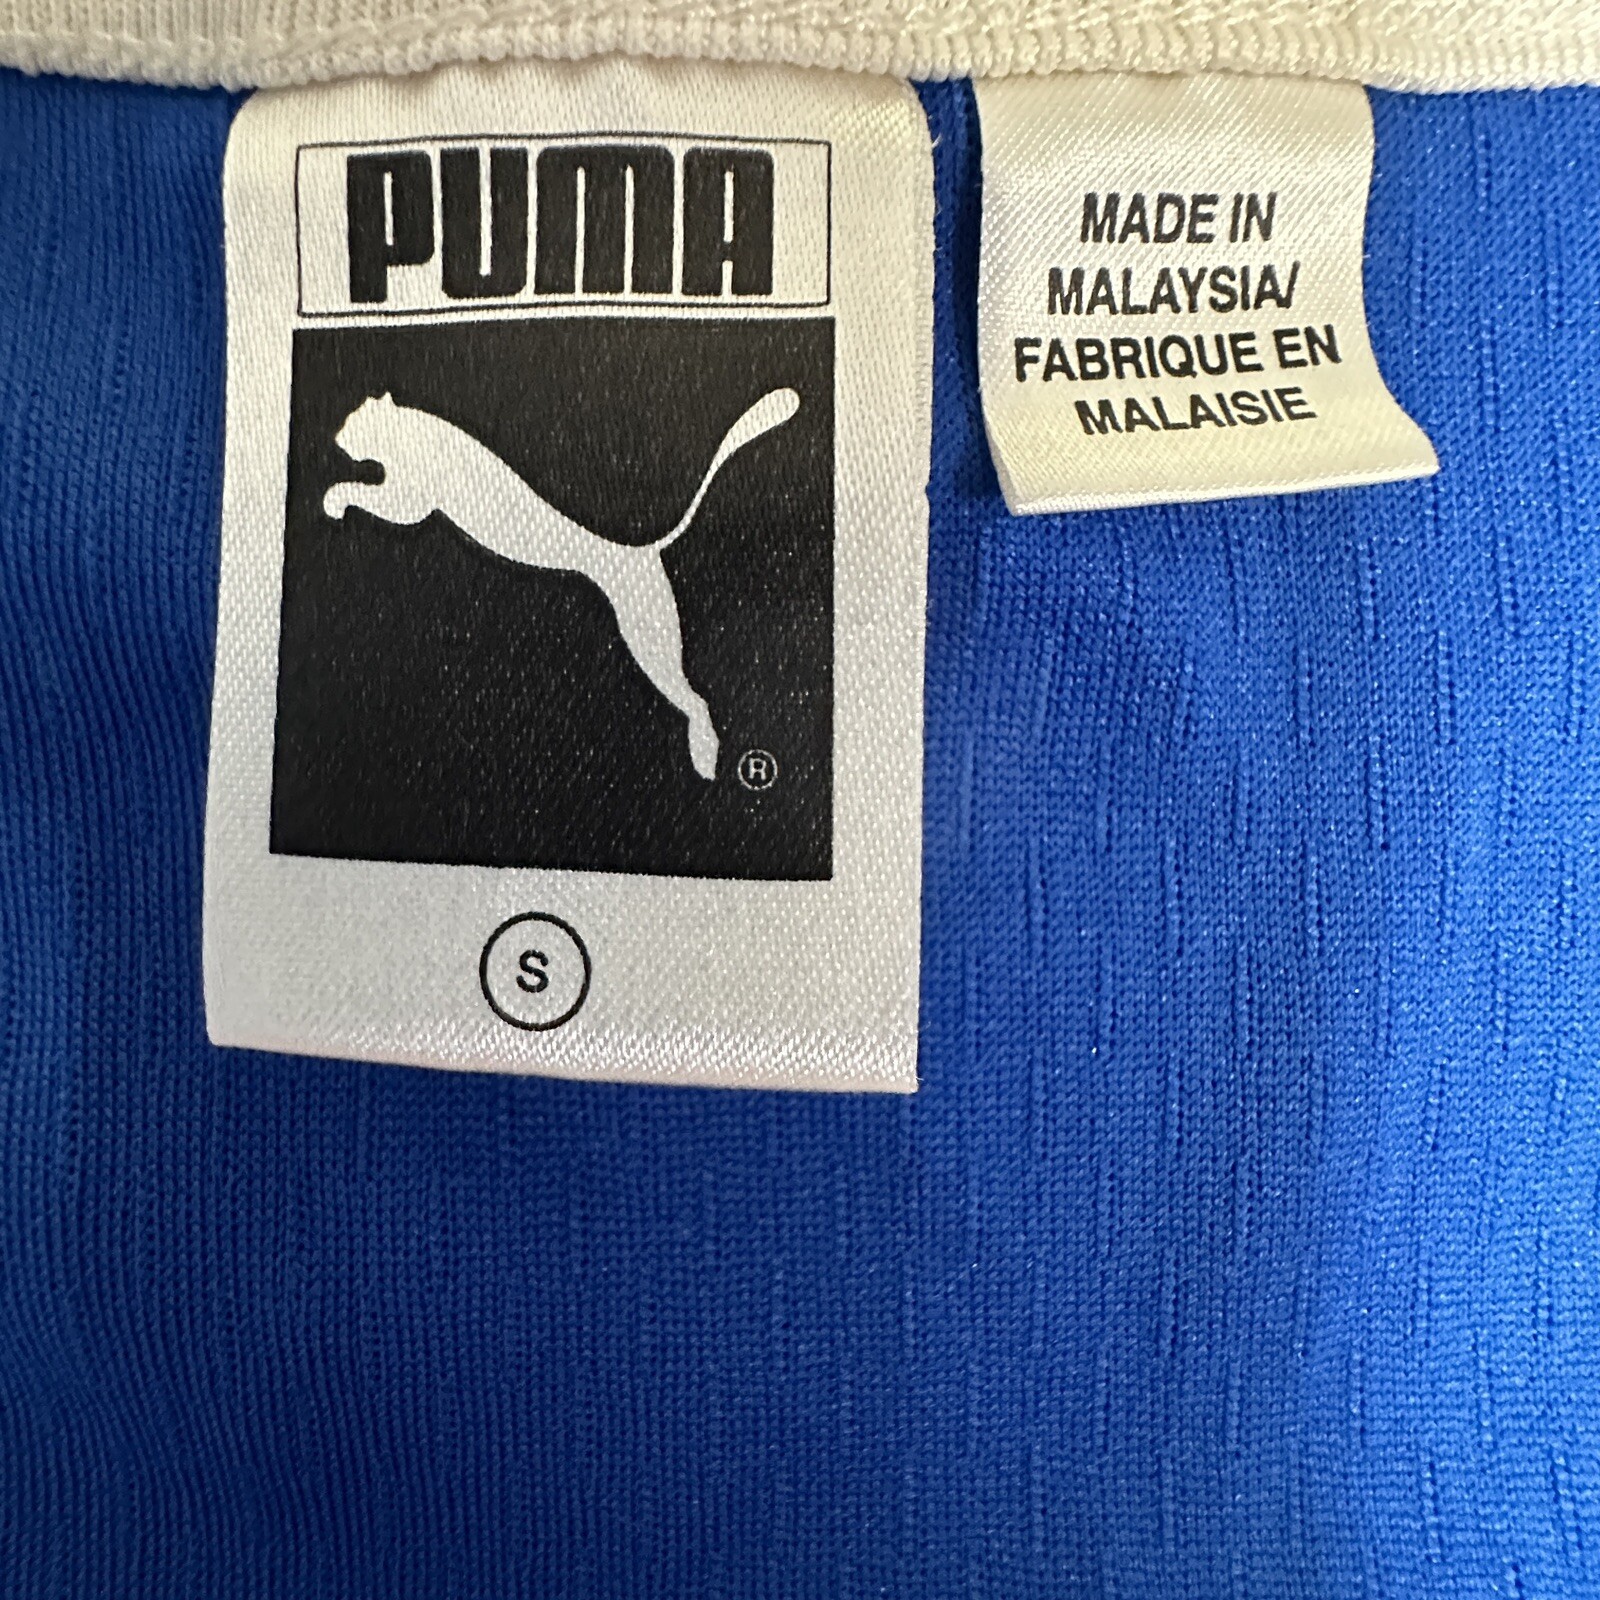 PUMA
®
S
MADE IN
MALAYSIA/
FABRIQUE EN
MALAISIE